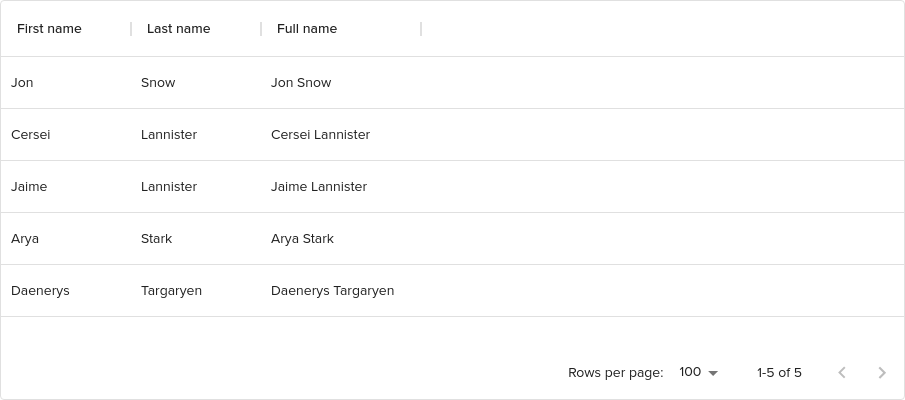 First name Last name Full name
Jon Snow Jon Snow
Cersei Lannister Cersei Lannister
Jaime Lannister Jaime Lannister
Arya Stark Arya Stark
Daenerys Targaryen Daenerys Targaryen
Rows per page: 100 1-5 of 5